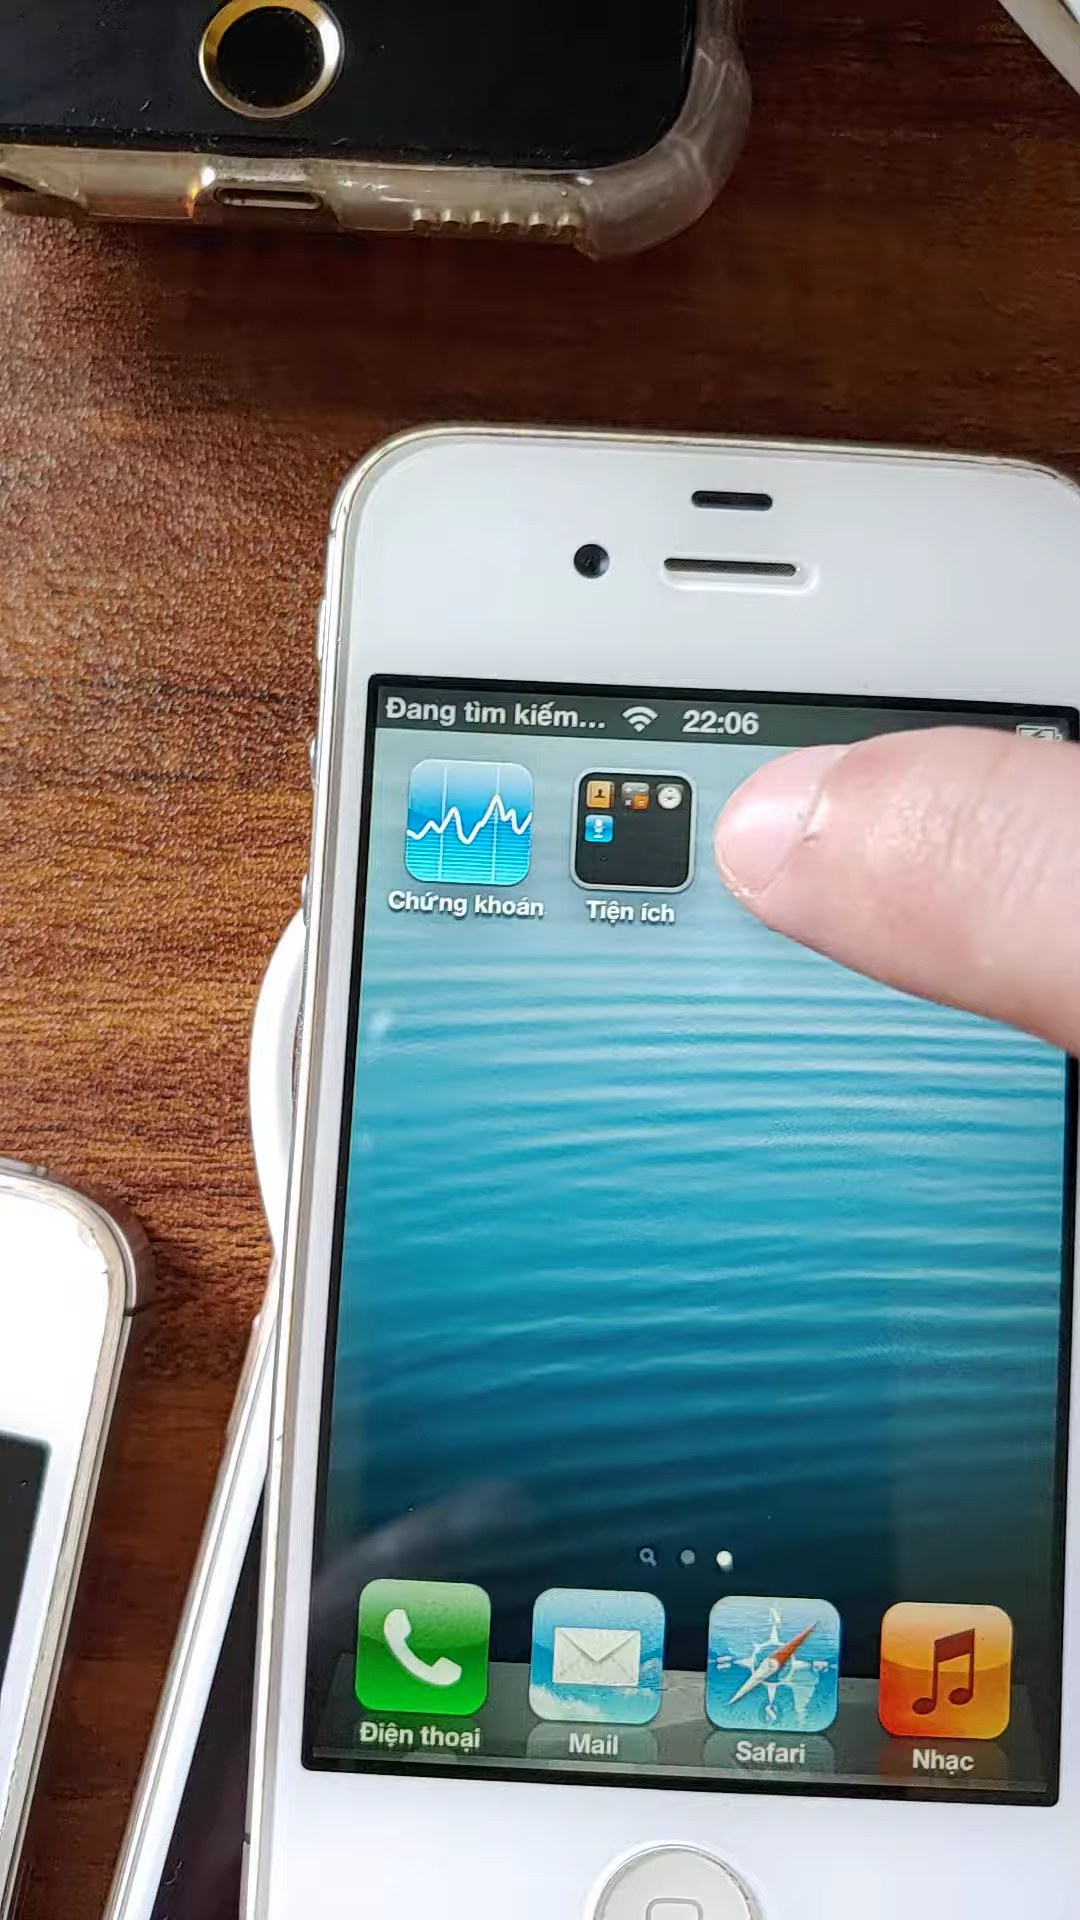 Đang tìm kiếm... 22:06
Chứng khoán Tiện ích
Điện thoại Mail Safari Nhạc